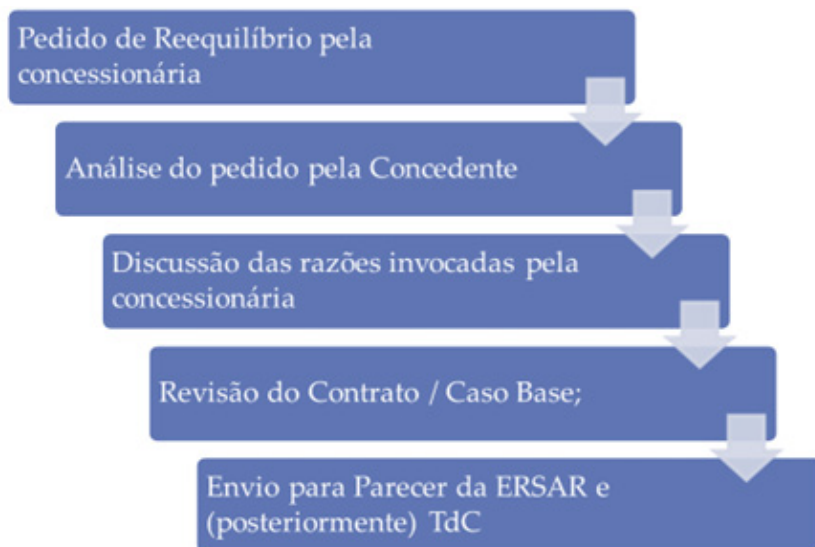 Pedido de Reequilíbrio pela
concessionária
Análise do pedido pela Concedente
Discussão das razões invocadas pela
concessionária
Revisão do Contrato / Caso Base;
Envio para Parecer da ERSAR e
(posteriormente) TdC